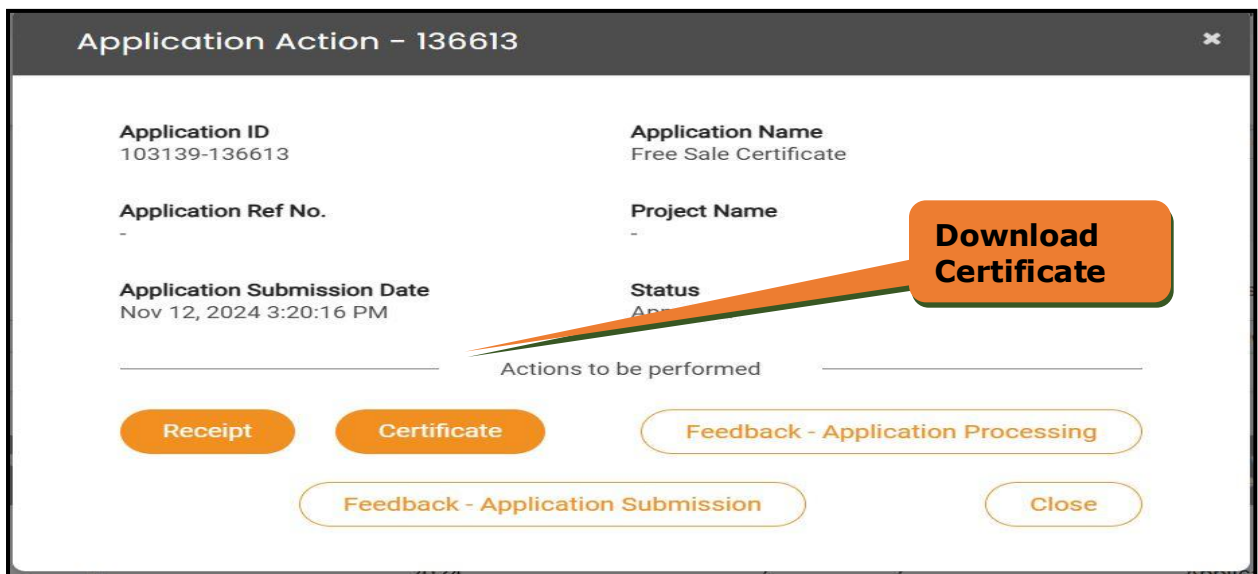 Application Action - 136613
Application ID
103139-136613
Application Name
Free Sale Certificate
Application Ref No.
-
Project Name
-
Download
Certificate
Application Submission Date
Nov 12, 2024 3:20:16 PM
Status
Actions to be performed
Receipt
Certificate
Feedback - Application Processing
Feedback - Application Submission
Close